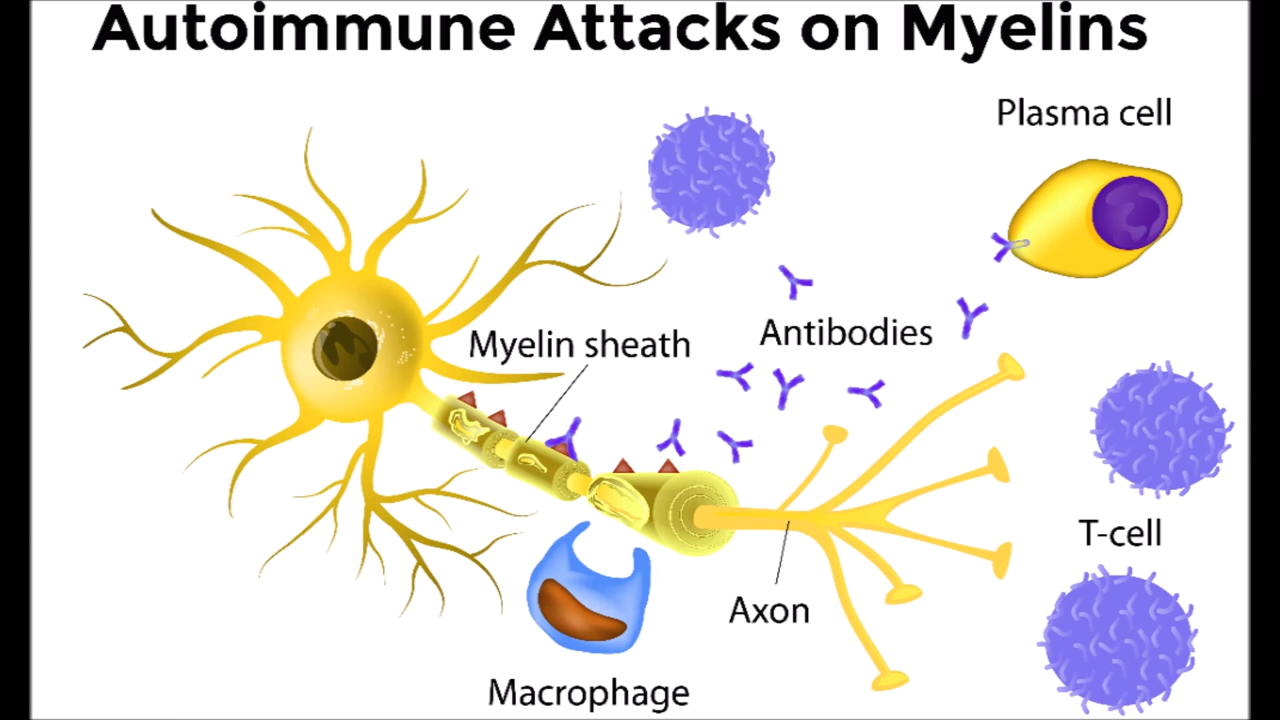 Autoimmune Attacks on Myelins
Plasma cell
Antibodies
Myelin sheath
T-cell
Axon
Macrophage